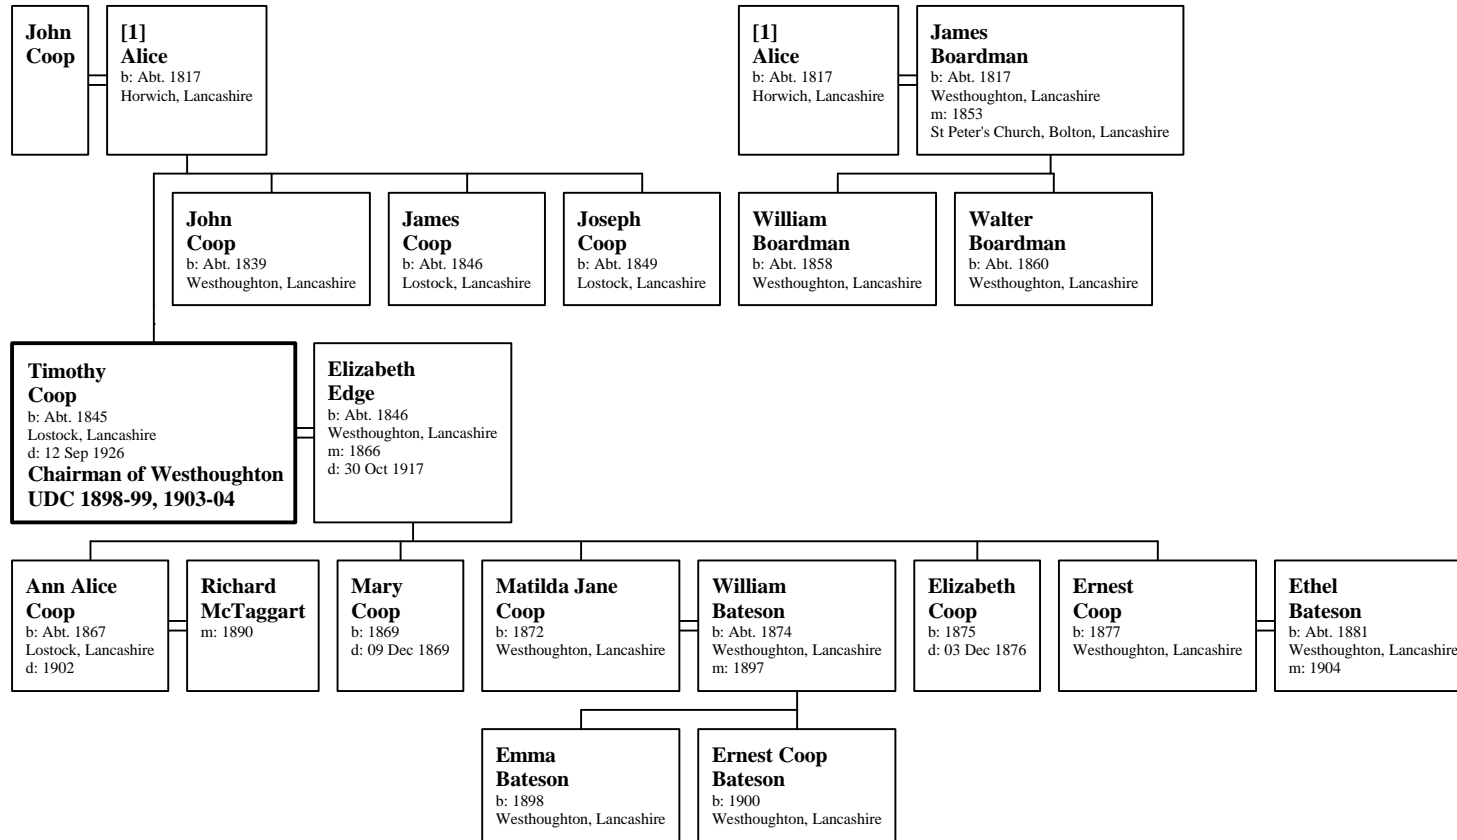 John
Coop
[1]
Alice
b: Abt. 1817
Horwich, Lancashire
[1]
Alice
b: Abt. 1817
Horwich, Lancashire
James
Boardman
b: Abt. 1817
Westhoughton, Lancashire
m: 1853
St Peter's Church, Bolton, Lancashire
John
Coop
b: Abt. 1839
Westhoughton, Lancashire
James
Coop
b: Abt. 1846
Lostock, Lancashire
Joseph
Coop
b: Abt. 1849
Lostock, Lancashire
William
Boardman
b: Abt. 1858
Westhoughton, Lancashire
Walter
Boardman
b: Abt. 1860
Westhoughton, Lancashire
Timothy
Coop
b: Abt. 1845
Lostock, Lancashire
d: 12 Sep 1926
Chairman of Westhoughton
UDC 1898-99, 1903-04
Elizabeth
Edge
b: Abt. 1846
Westhoughton, Lancashire
m: 1866
d: 30 Oct 1917
Ann Alice
Coop
b: Abt. 1867
Lostock, Lancashire
d: 1902
Richard
McTaggart
m: 1890
Mary
Coop
b: 1869
d: 09 Dec 1869
Matilda Jane
Coop
b: 1872
Westhoughton, Lancashire
William
Bateson
b: Abt. 1874
Westhoughton, Lancashire
m: 1897
Elizabeth
Coop
b: 1875
d: 03 Dec 1876
Ernest
Coop
b: 1877
Westhoughton, Lancashire
Ethel
Bateson
b: Abt. 1881
Westhoughton, Lancashire
m: 1904
Emma
Bateson
b: 1898
Westhoughton, Lancashire
Ernest Coop
Bateson
b: 1900
Westhoughton, Lancashire